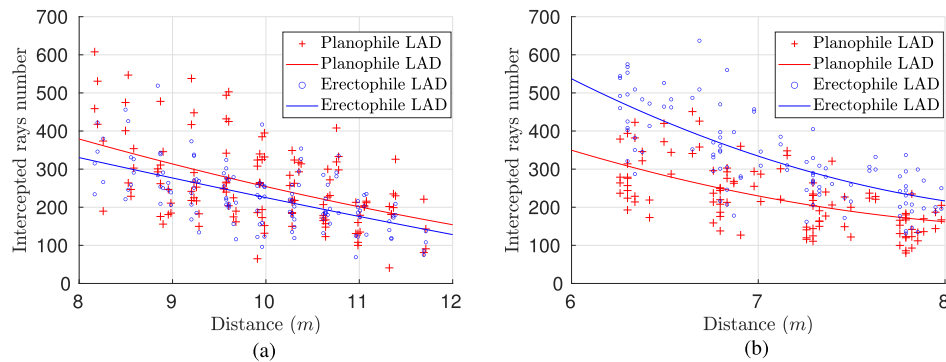 700
600
500
400
300
200
100
0
Intercepted rays number
Planophile LAD
Planophile LAD
Erectophile LAD
Erectophile LAD
8 9 10 11 12
Distance (m)
(a)
700
600
500
400
300
200
100
0
Intercepted rays number
Planophile LAD
Planophile LAD
Erectophile LAD
Erectophile LAD
6 7 8
Distance (m)
(b)